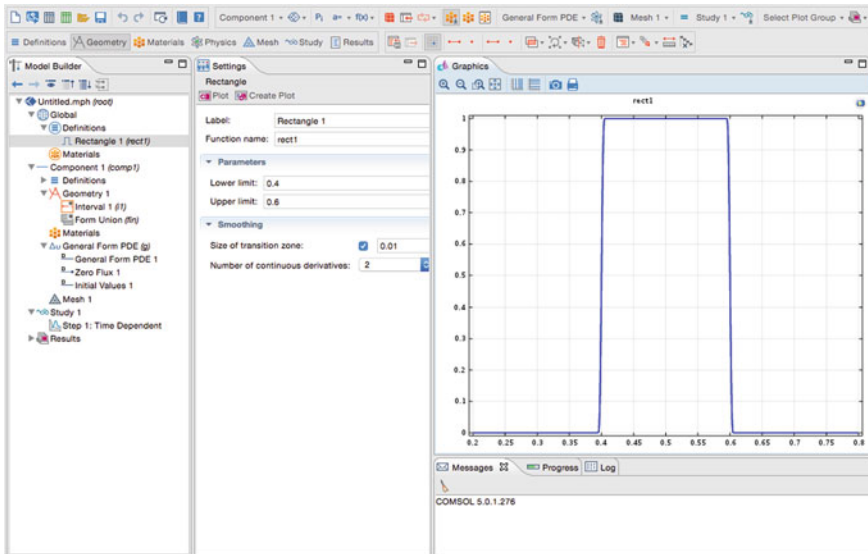 Component 1
Pi
a=
f(x)
General Form PDE
Mesh 1
Study 1
Select Plot Group
Definitions
Geometry
Materials
Physics
Mesh
Study
Results
Model Builder
Untitled.mph (root)
Global
Definitions
Rectangle 1 (rect1)
Materials
Component 1 (comp1)
Definitions
Geometry 1
Interval 1 (i1)
Form Union (fin)
Materials
Δu General Form PDE (g)
General Form PDE 1
Zero Flux 1
Initial Values 1
Mesh 1
Study 1
Step 1: Time Dependent
Results
Settings
Rectangle
Plot
Create Plot
Label: Rectangle 1
Function name: rect1
Parameters
Lower limit: 0.4
Upper limit: 0.6
Smoothing
Size of transition zone: 0.01
Number of continuous derivatives: 2
Graphics
rect1
1
0.9
0.8
0.7
0.6
0.5
0.4
0.3
0.2
0.1
0
0.2 0.25 0.3 0.35 0.4 0.45 0.5 0.55 0.6 0.65 0.7 0.75 0.8
Messages
Progress
Log
COMSOL 5.0.1.276